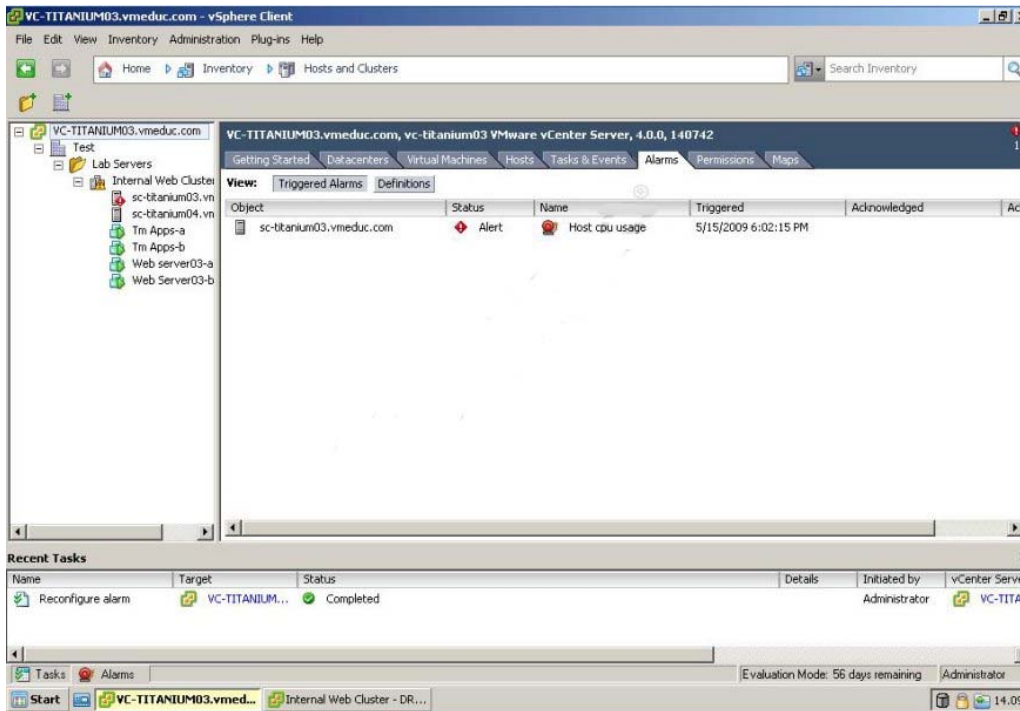 VC-TITANIUM03.vmeduc.com - vSphere Client
File Edit View Inventory Administration Plug-ins Help
Home Inventory Hosts and Clusters
Search Inventory
VC-TITANIUM03.vmeduc.com
Test
Lab Servers
Internal Web Cluster
sc-titanium03.vn
sc-titanium04.vn
Tm Apps-a
Tm Apps-b
Web server03-a
Web Server03-b
VC-TITANIUM03.vmeduc.com, vc-titanium03 VMware vCenter Server, 4.0.0, 140742
Getting Started Datacenters Virtual Machines Hosts Tasks & Events Alarms Permissions Maps
View: Triggered Alarms Definitions
Object Status Name Triggered Acknowledged Ac
sc-titanium03.vmeduc.com Alert Host cpu usage 5/15/2009 6:02:15 PM
Recent Tasks
Name Target Status Details Initiated by vCenter Serve
Reconfigure alarm VC-TITANIUM... Completed Administrator VC-TITA
Tasks Alarms
Evaluation Mode: 56 days remaining Administrator
Start VC-TITANIUM03.vmed... Internal Web Cluster - DR... 14.09